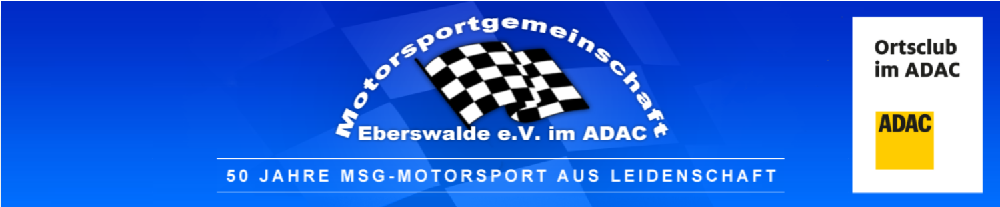 Motorsportgemeinschaft
Eberswalde e.V. im ADAC
50 JAHRE MSG-MOTORSPORT AUS LEIDENSCHAFT
Ortsclub
im ADAC
ADAC